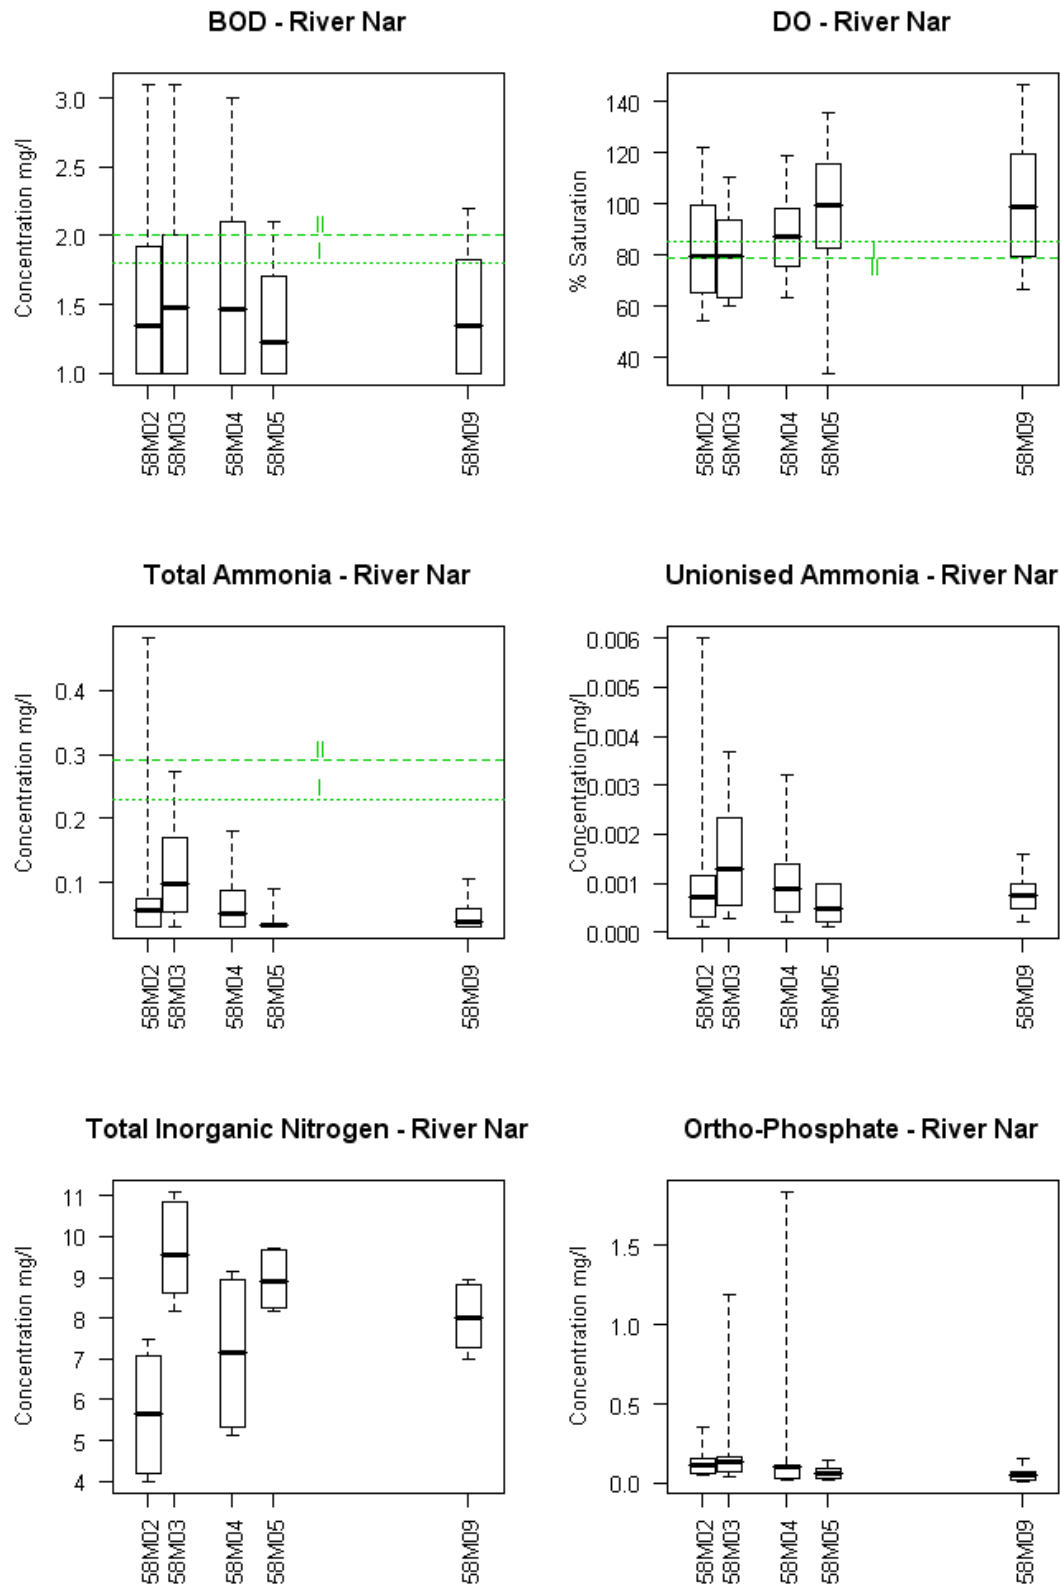 BOD - River Nar
Concentration mg/l
3.0
2.5
2.0
1.5
1.0
II
I
58M02
58M03
58M04
58M05
58M09
DO - River Nar
% Saturation
140
120
100
80
60
40
I
II
58M02
58M03
58M04
58M05
58M09
Total Ammonia - River Nar
Concentration mg/l
0.4
0.3
0.2
0.1
II
I
58M02
58M03
58M04
58M05
58M09
Unionised Ammonia - River Nar
Concentration mg/l
0.006
0.005
0.004
0.003
0.002
0.001
0.000
58M02
58M03
58M04
58M05
58M09
Total Inorganic Nitrogen - River Nar
Concentration mg/l
11
10
9
8
7
6
5
4
58M02
58M03
58M04
58M05
58M09
Ortho-Phosphate - River Nar
Concentration mg/l
1.5
1.0
0.5
0.0
58M02
58M03
58M04
58M05
58M09